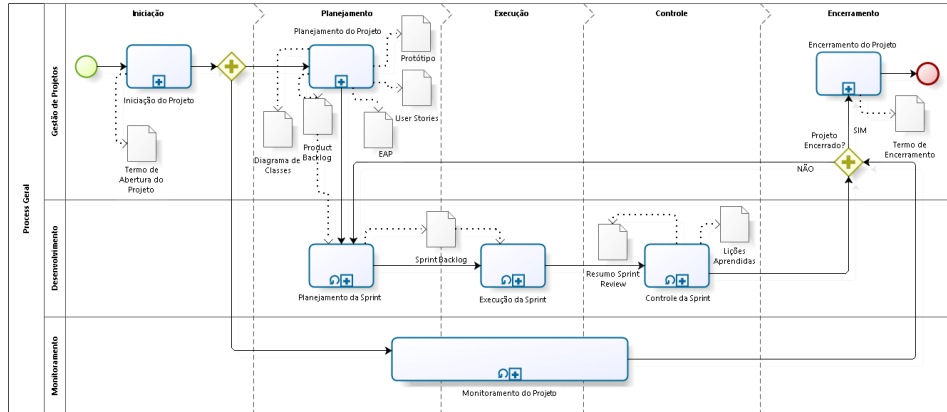 Iniciação
Planejamento
Execução
Controle
Encerramento
Process Geral
Gestão de Projetos
Iniciação do Projeto
Termo de
Abertura do
Projeto
Planejamento do Projeto
Protótipo
User Stories
Diagrama de
Classes
Product
Backlog
EAP
Encerramento do Projeto
Projeto
Encerrado?
SIM
NÃO
Termo de
Encerramento
Desenvolvimento
Planejamento da Sprint
Sprint Backlog
Execução da Sprint
Resumo Sprint
Review
Controle da Sprint
Lições
Aprendidas
Monitoramento
Monitoramento do Projeto